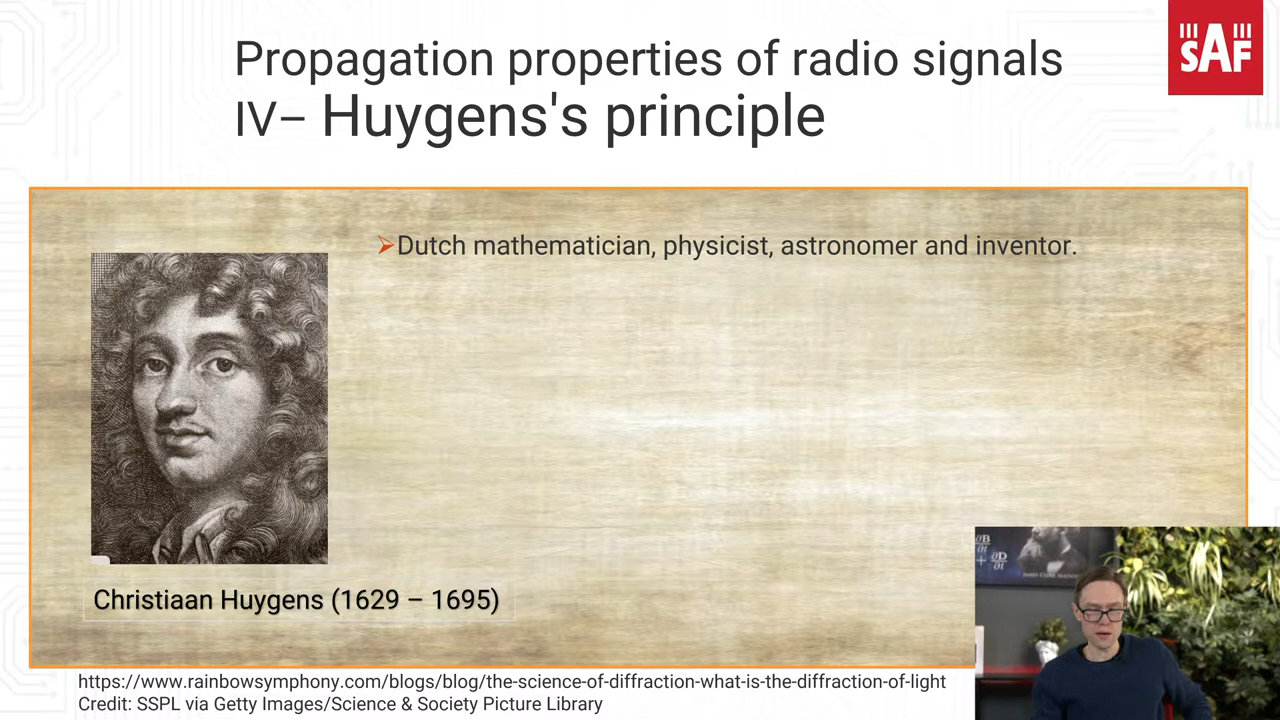 Propagation properties of radio signals
IV– Huygens's principle
SAF
➢Dutch mathematician, physicist, astronomer and inventor.
Christiaan Huygens (1629 – 1695)
∂B
∂t
+ ∂D
∂t
https://www.rainbowsymphony.com/blogs/blog/the-science-of-diffraction-what-is-the-diffraction-of-light
Credit: SSPL via Getty Images/Science & Society Picture Library